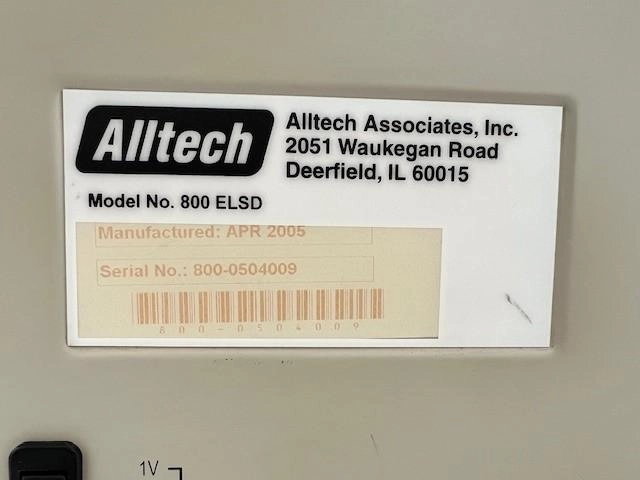 Alltech
Alltech Associates, Inc.
2051 Waukegan Road
Deerfield, IL 60015
Model No. 800 ELSD
Manufactured: APR 2005
Serial No.: 800-0504009
800-0504009
1V